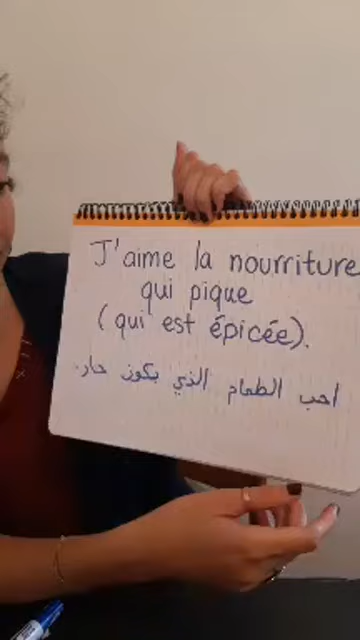 J'aime la nourriture
qui pique
(qui est épicée).
احب الطعام الذي يكون حار.